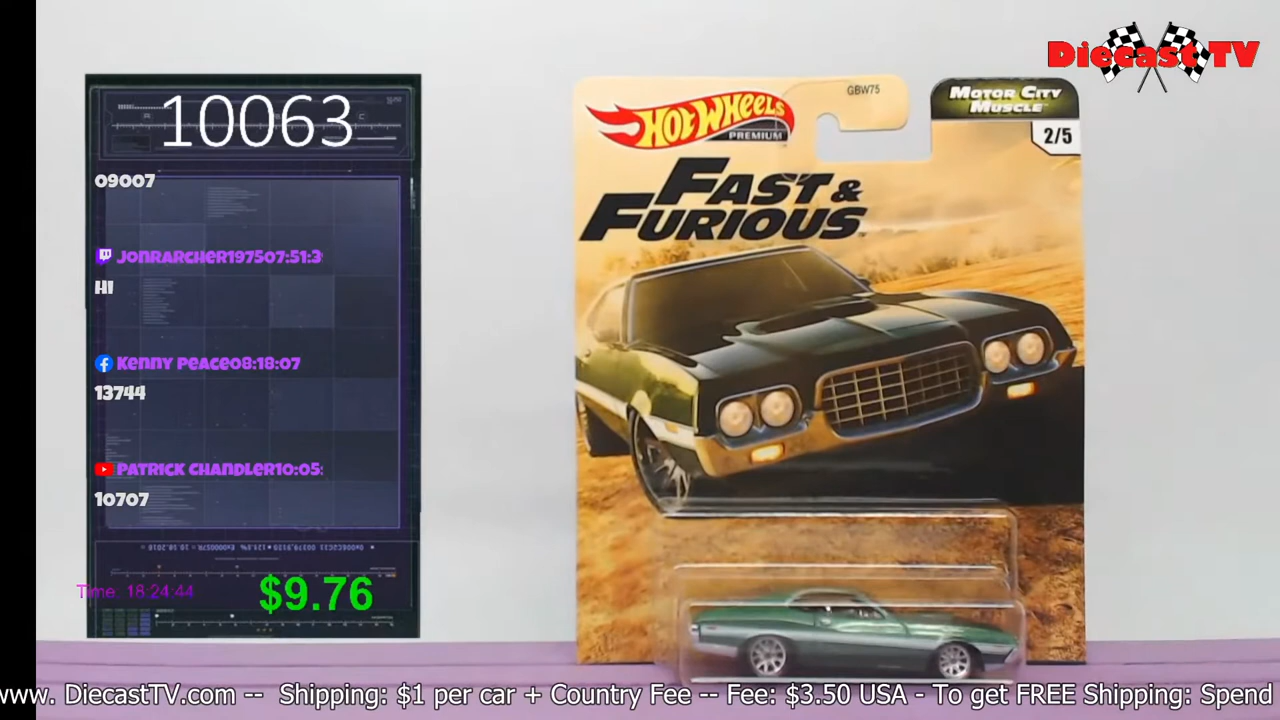 Diecast TV
10063
09007
JonRArcher197507:51:3
HI
Kenny Peace08:18:07
13744
Patrick Chandler10:05:
10707
Time: 18:24:44
$9.76
HOT WHEELS
PREMIUM
GBW75
MOTOR CITY
MUSCLE
2/5
FAST &
FURIOUS
www. DiecastTV.com -- Shipping: $1 per car + Country Fee -- Fee: $3.50 USA - To get FREE Shipping: Spend